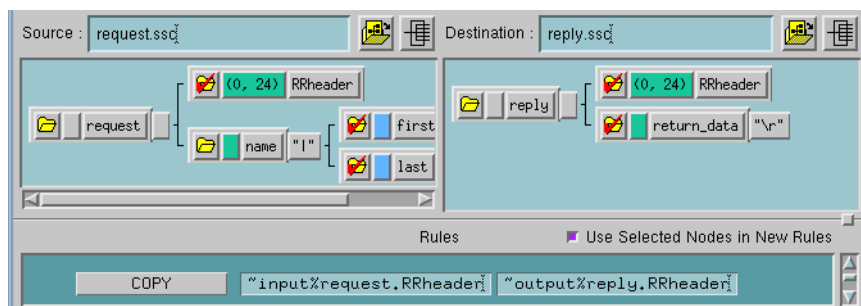 Source : request.ssc Destination : reply.ssc
(0, 24) RRheader (0, 24) RRheader
request reply
name "|" first return_data "\r"
last
Rules Use Selected Nodes in New Rules
COPY ~input%request.RRheader ~output%reply.RRheader